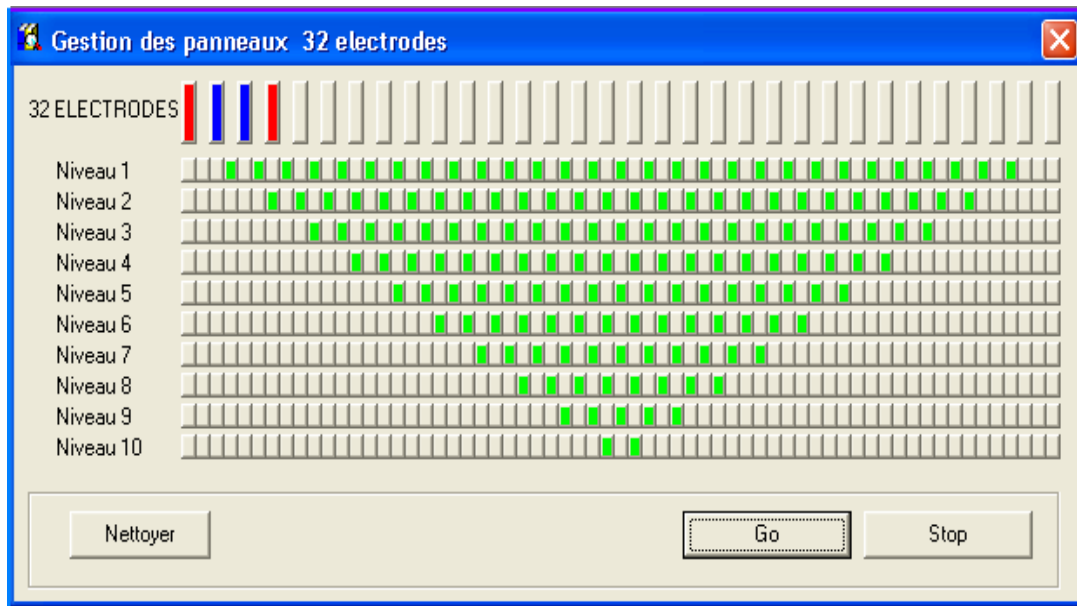 Gestion des panneaux 32 electrodes
32 ELECTRODES
Niveau 1
Niveau 2
Niveau 3
Niveau 4
Niveau 5
Niveau 6
Niveau 7
Niveau 8
Niveau 9
Niveau 10
Nettoyer
Go
Stop